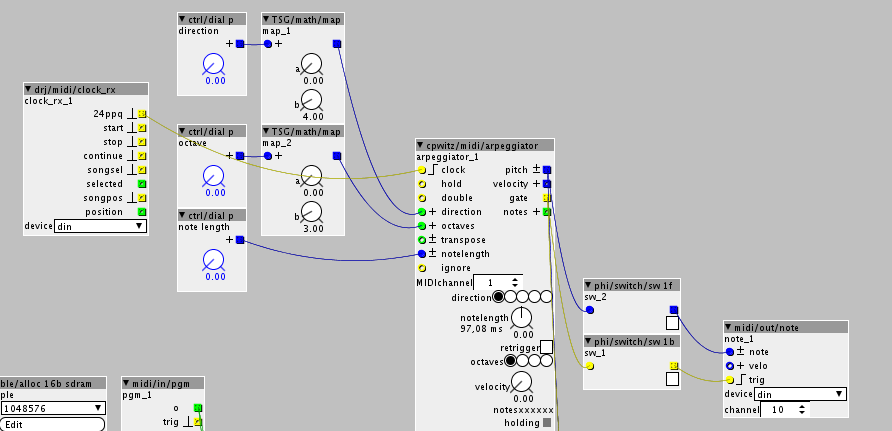 ctrl/dial p
direction
+
0.00
TSG/math/map
map_1
+
a
0.00
b
4.00
drj/midi/clock_rx
clock_rx_1
24ppq
start
stop
continue
songsel
selected
songpos
position
device din
ctrl/dial p
octave
+
0.00
TSG/math/map
map_2
+
a
0.00
b
3.00
ctrl/dial p
note length
+
0.00
cpwitz/midi/arpeggiator
arpeggiator_1
clock pitch ±
hold velocity +
double gate
+ direction notes +
+ octaves
± transpose
± notelength
ignore
MIDIchannel 1
direction
notelength
97,08 ms 0.00
retrigger
octaves
velocity
0.00
notesxxxxxx
holding
phi/switch/sw 1f
sw_2
phi/switch/sw 1b
sw_1
midi/out/note
note_1
± note
+ velo
trig
device din
channel 10
ble/alloc 16b sdram
ple
1048576
Edit
midi/in/pgm
pgm_1
o
trig